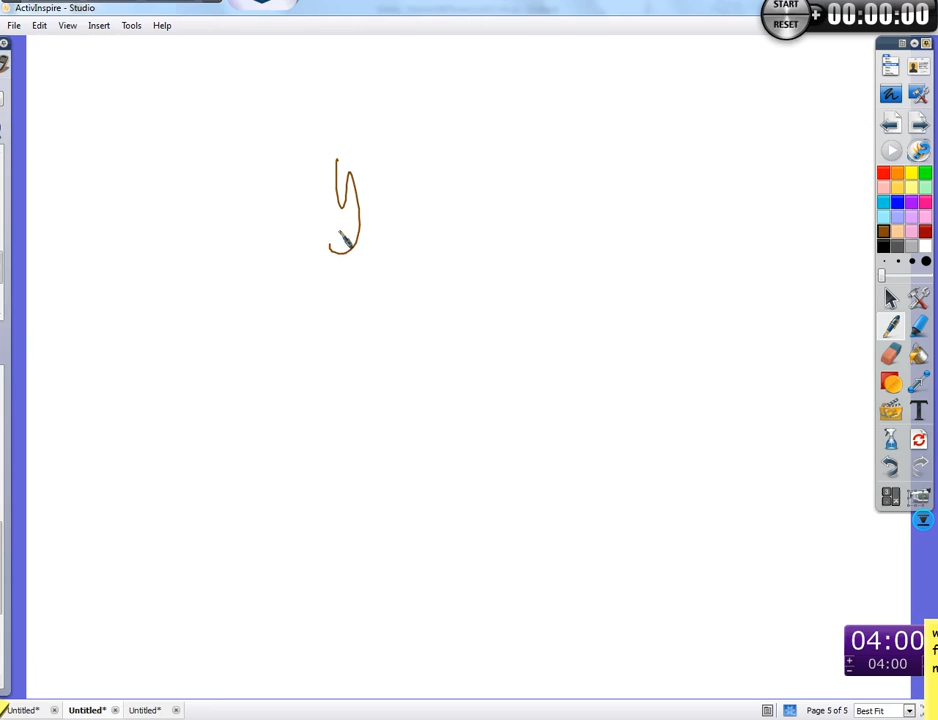 ActivInspire - Studio
START
RESET
00:00:00
File Edit View Insert Tools Help
y
T
04:00
04:00
Untitled* Untitled* Untitled*
Page 5 of 5 Best Fit